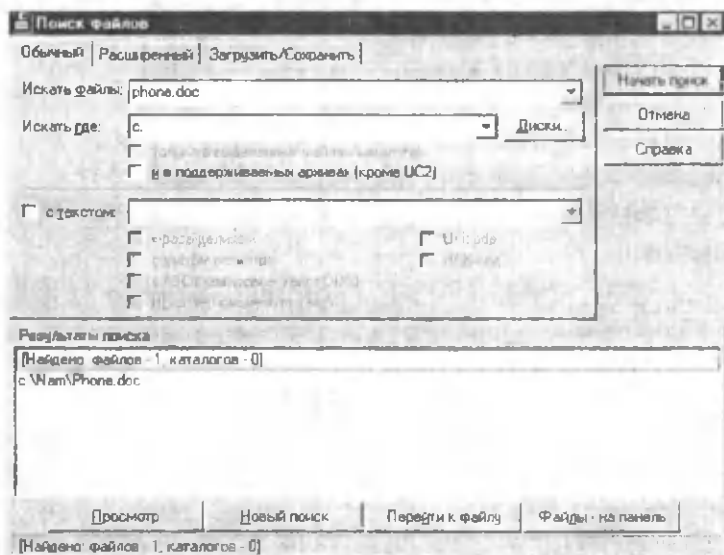 Поиск файлов
Обычный Расширенный Загрузить/Сохранить
Искать файлы: phone.doc
Начать поиск
Искать где: c: Диски...
Отмена
Справка
и в поддерживаемых архивах (кроме UC2)
с текстом:
Unicode
Результаты поиска
[Найдено: файлов - 1, каталогов - 0]
c:\Nam\Phone.doc
Просмотр Новый поиск Перейти к файлу Файлы - на панель
[Найдено: файлов - 1, каталогов - 0]